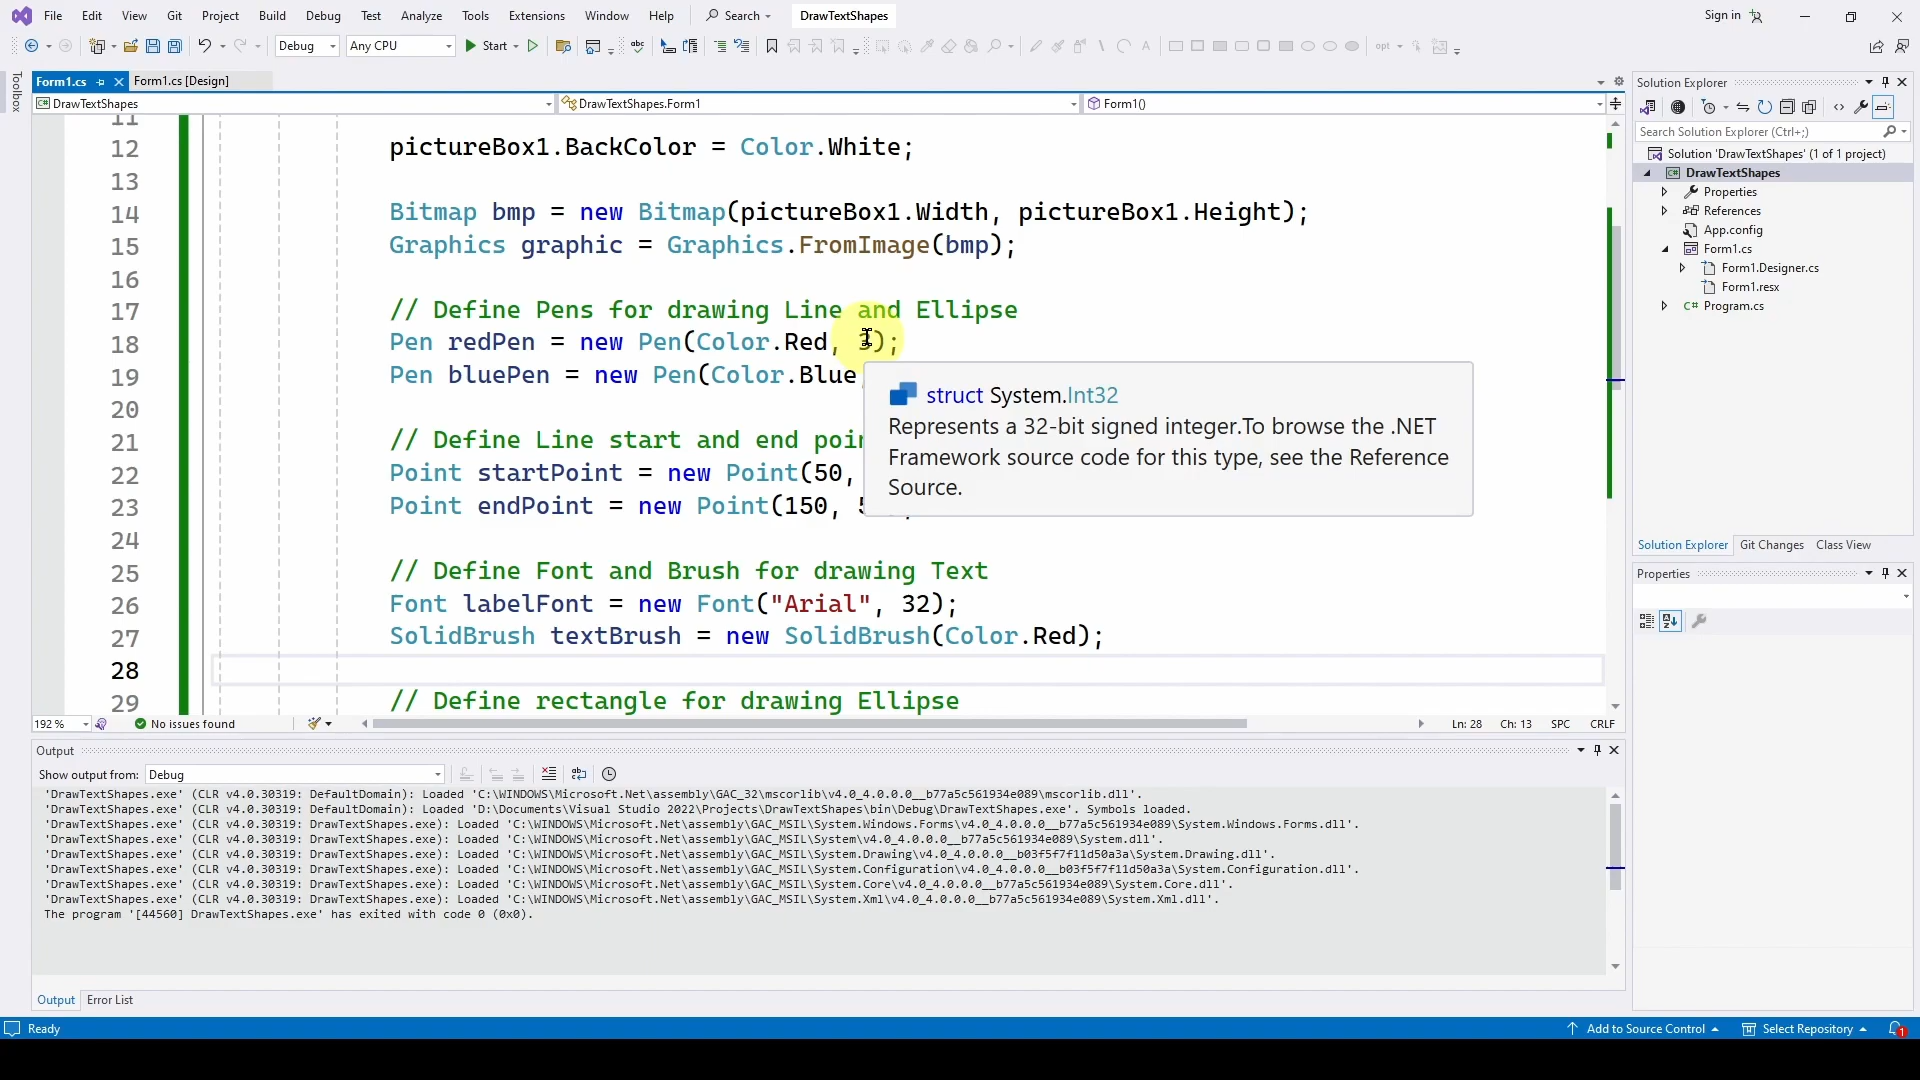 File Edit View Git Project Build Debug Test Analyze Tools Extensions Window Help Search DrawTextShapes Sign in
Debug Any CPU Start opt
Toolbox
Form1.cs Form1.cs [Design]
DrawTextShapes DrawTextShapes.Form1 Form1()
11
12 pictureBox1.BackColor = Color.White;
13
14 Bitmap bmp = new Bitmap(pictureBox1.Width, pictureBox1.Height);
15 Graphics graphic = Graphics.FromImage(bmp);
16
17 // Define Pens for drawing Line and Ellipse
18 Pen redPen = new Pen(Color.Red, 3);
19 Pen bluePen = new Pen(Color.Blue
20
21 // Define Line start and end
22 Point startPoint = new Point(50,
23 Point endPoint = new Point(150,
24
25 // Define Font and Brush for drawing Text
26 Font labelFont = new Font("Arial", 32);
27 SolidBrush textBrush = new SolidBrush(Color.Red);
28
29 // Define rectangle for drawing Ellipse
struct System.Int32
Represents a 32-bit signed integer.To browse the .NET
Framework source code for this type, see the Reference
Source.
192 % No issues found Ln: 28 Ch: 13 SPC CRLF
Output
Show output from: Debug
'DrawTextShapes.exe' (CLR v4.0.30319: DefaultDomain): Loaded 'C:\WINDOWS\Microsoft.Net\assembly\GAC_32\mscorlib\v4.0_4.0.0.0__b77a5c561934e089\mscorlib.dll'.
'DrawTextShapes.exe' (CLR v4.0.30319: DefaultDomain): Loaded 'D:\Documents\Visual Studio 2022\Projects\DrawTextShapes\bin\Debug\DrawTextShapes.exe'. Symbols loaded.
'DrawTextShapes.exe' (CLR v4.0.30319: DrawTextShapes.exe): Loaded 'C:\WINDOWS\Microsoft.Net\assembly\GAC_MSIL\System.Windows.Forms\v4.0_4.0.0.0__b77a5c561934e089\System.Windows.Forms.dll'.
'DrawTextShapes.exe' (CLR v4.0.30319: DrawTextShapes.exe): Loaded 'C:\WINDOWS\Microsoft.Net\assembly\GAC_MSIL\System\v4.0_4.0.0.0__b77a5c561934e089\System.dll'.
'DrawTextShapes.exe' (CLR v4.0.30319: DrawTextShapes.exe): Loaded 'C:\WINDOWS\Microsoft.Net\assembly\GAC_MSIL\System.Drawing\v4.0_4.0.0.0__b03f5f7f11d50a3a\System.Drawing.dll'.
'DrawTextShapes.exe' (CLR v4.0.30319: DrawTextShapes.exe): Loaded 'C:\WINDOWS\Microsoft.Net\assembly\GAC_MSIL\System.Configuration\v4.0_4.0.0.0__b03f5f7f11d50a3a\System.Configuration.dll'.
'DrawTextShapes.exe' (CLR v4.0.30319: DrawTextShapes.exe): Loaded 'C:\WINDOWS\Microsoft.Net\assembly\GAC_MSIL\System.Core\v4.0_4.0.0.0__b77a5c561934e089\System.Core.dll'.
'DrawTextShapes.exe' (CLR v4.0.30319: DrawTextShapes.exe): Loaded 'C:\WINDOWS\Microsoft.Net\assembly\GAC_MSIL\System.Xml\v4.0_4.0.0.0__b77a5c561934e089\System.Xml.dll'.
The program '[44560] DrawTextShapes.exe' has exited with code 0 (0x0).
Output Error List
Solution Explorer
Search Solution Explorer (Ctrl+;)
Solution 'DrawTextShapes' (1 of 1 project)
DrawTextShapes
Properties
References
App.config
Form1.cs
Form1.Designer.cs
Form1.resx
C# Program.cs
Solution Explorer Git Changes Class View
Properties
Ready Add to Source Control Select Repository 1